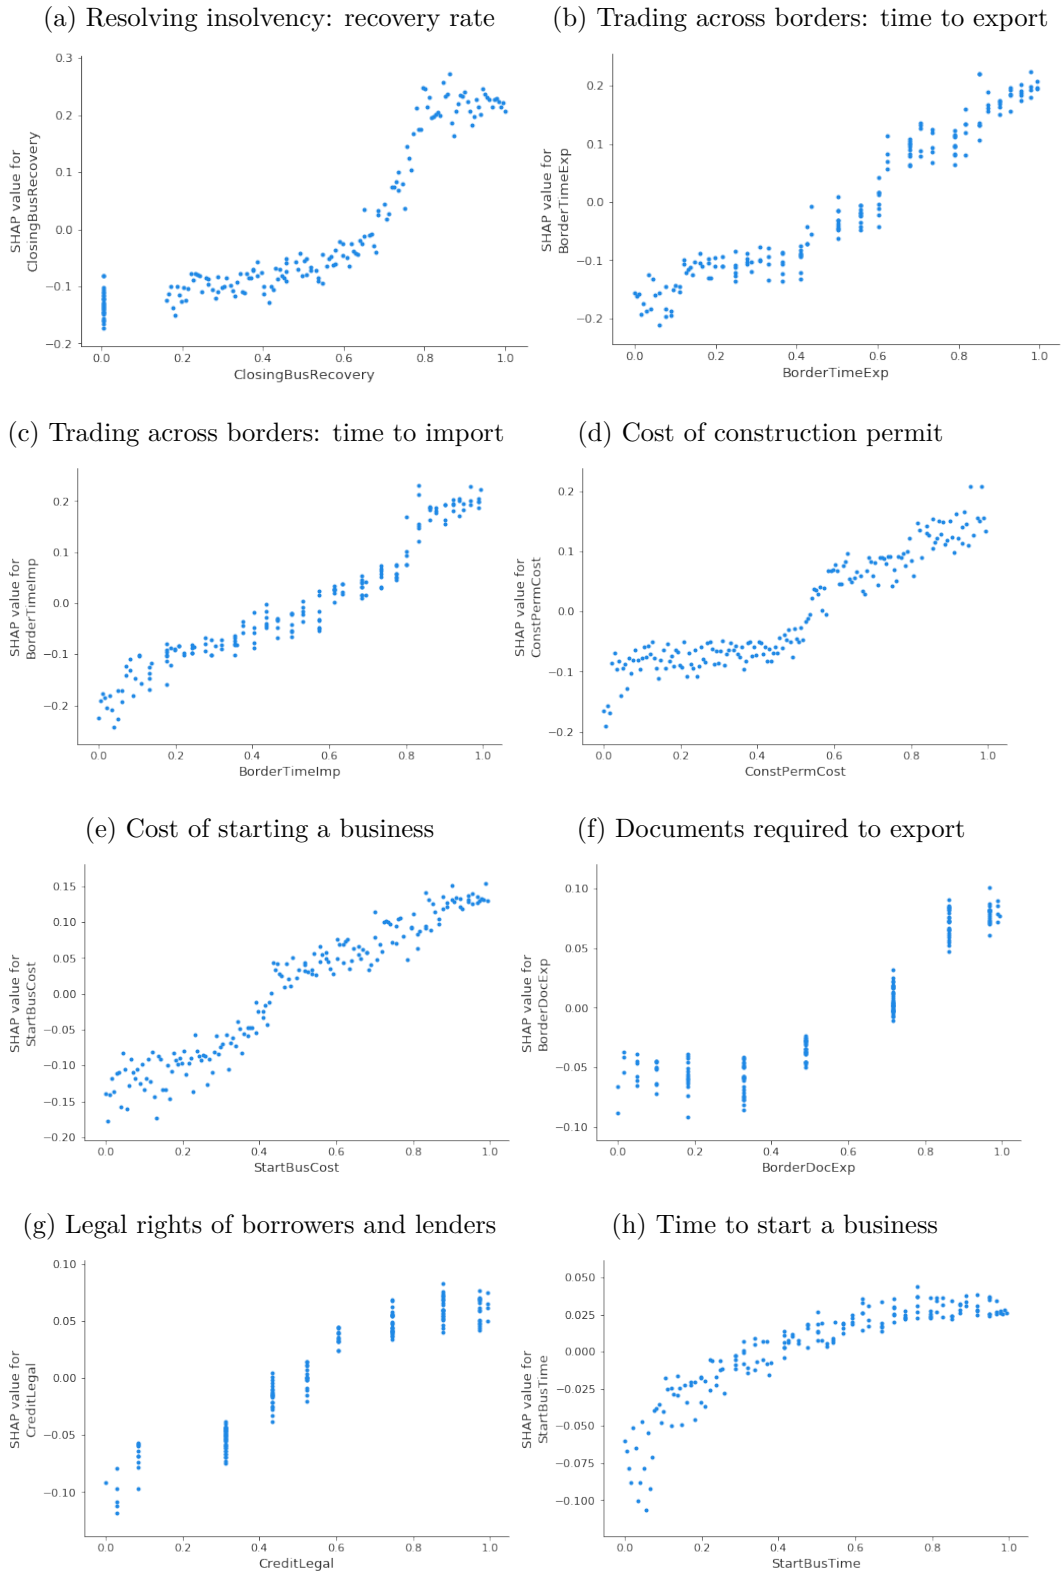 (a) Resolving insolvency: recovery rate
0.3
0.2
0.1
0.0
−0.1
−0.2
SHAP value for
ClosingBusRecovery
0.0 0.2 0.4 0.6 0.8 1.0
ClosingBusRecovery
(b) Trading across borders: time to export
0.2
0.1
0.0
−0.1
−0.2
SHAP value for
BorderTimeExp
0.0 0.2 0.4 0.6 0.8 1.0
BorderTimeExp
(c) Trading across borders: time to import
0.2
0.1
0.0
−0.1
−0.2
SHAP value for
BorderTimeImp
0.0 0.2 0.4 0.6 0.8 1.0
BorderTimeImp
(d) Cost of construction permit
0.2
0.1
0.0
−0.1
−0.2
SHAP value for
ConstPermCost
0.0 0.2 0.4 0.6 0.8 1.0
ConstPermCost
(e) Cost of starting a business
0.15
0.10
0.05
0.00
−0.05
−0.10
−0.15
−0.20
SHAP value for
StartBusCost
0.0 0.2 0.4 0.6 0.8 1.0
StartBusCost
(f) Documents required to export
0.10
0.05
0.00
−0.05
−0.10
SHAP value for
BorderDocExp
0.0 0.2 0.4 0.6 0.8 1.0
BorderDocExp
(g) Legal rights of borrowers and lenders
0.10
0.05
0.00
−0.05
−0.10
SHAP value for
CreditLegal
0.0 0.2 0.4 0.6 0.8 1.0
CreditLegal
(h) Time to start a business
0.050
0.025
0.000
−0.025
−0.050
−0.075
−0.100
SHAP value for
StartBusTime
0.0 0.2 0.4 0.6 0.8 1.0
StartBusTime